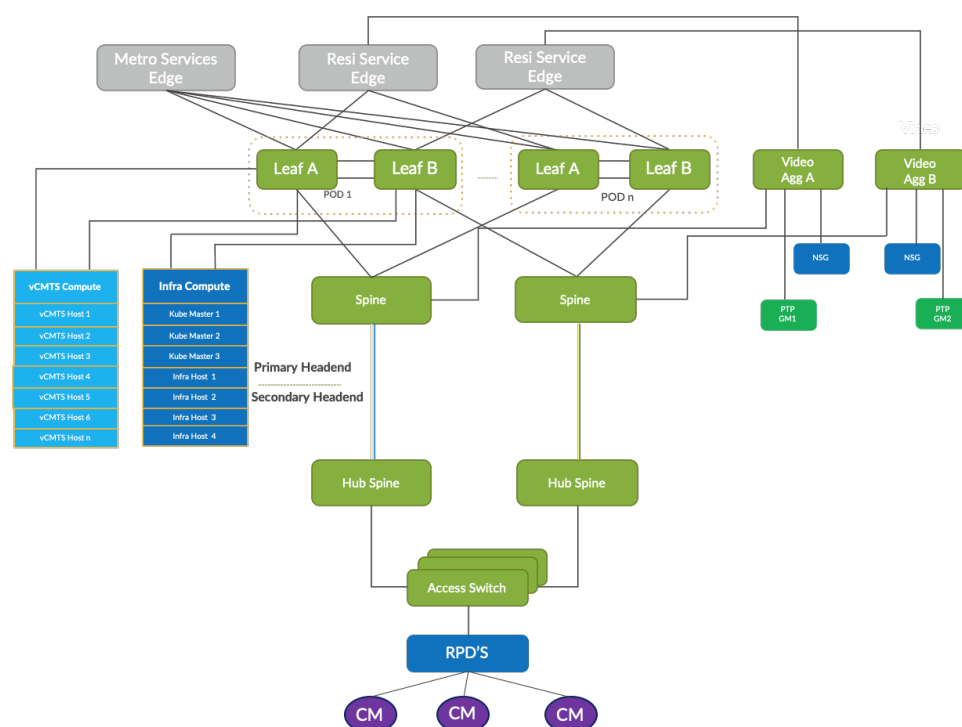 Metro Services
Edge
Resi Service
Edge
Resi Service
Edge
Vines
Leaf A
Leaf B
POD 1
Leaf A
Leaf B
POD n
Video
Agg A
Video
Agg B
NSG
NSG
PTP
GM1
PTP
GM2
vCMTS Compute
vCMTS Host 1
vCMTS Host 2
vCMTS Host 3
vCMTS Host 4
vCMTS Host 5
vCMTS Host 6
vCMTS Host n
Infra Compute
Kube Master 1
Kube Master 2
Kube Master 3
Infra Host 1
Infra Host 2
Infra Host 3
Infra Host 4
Spine
Spine
Primary Headend
Secondary Headend
Hub Spine
Hub Spine
Access Switch
RPD'S
CM
CM
CM